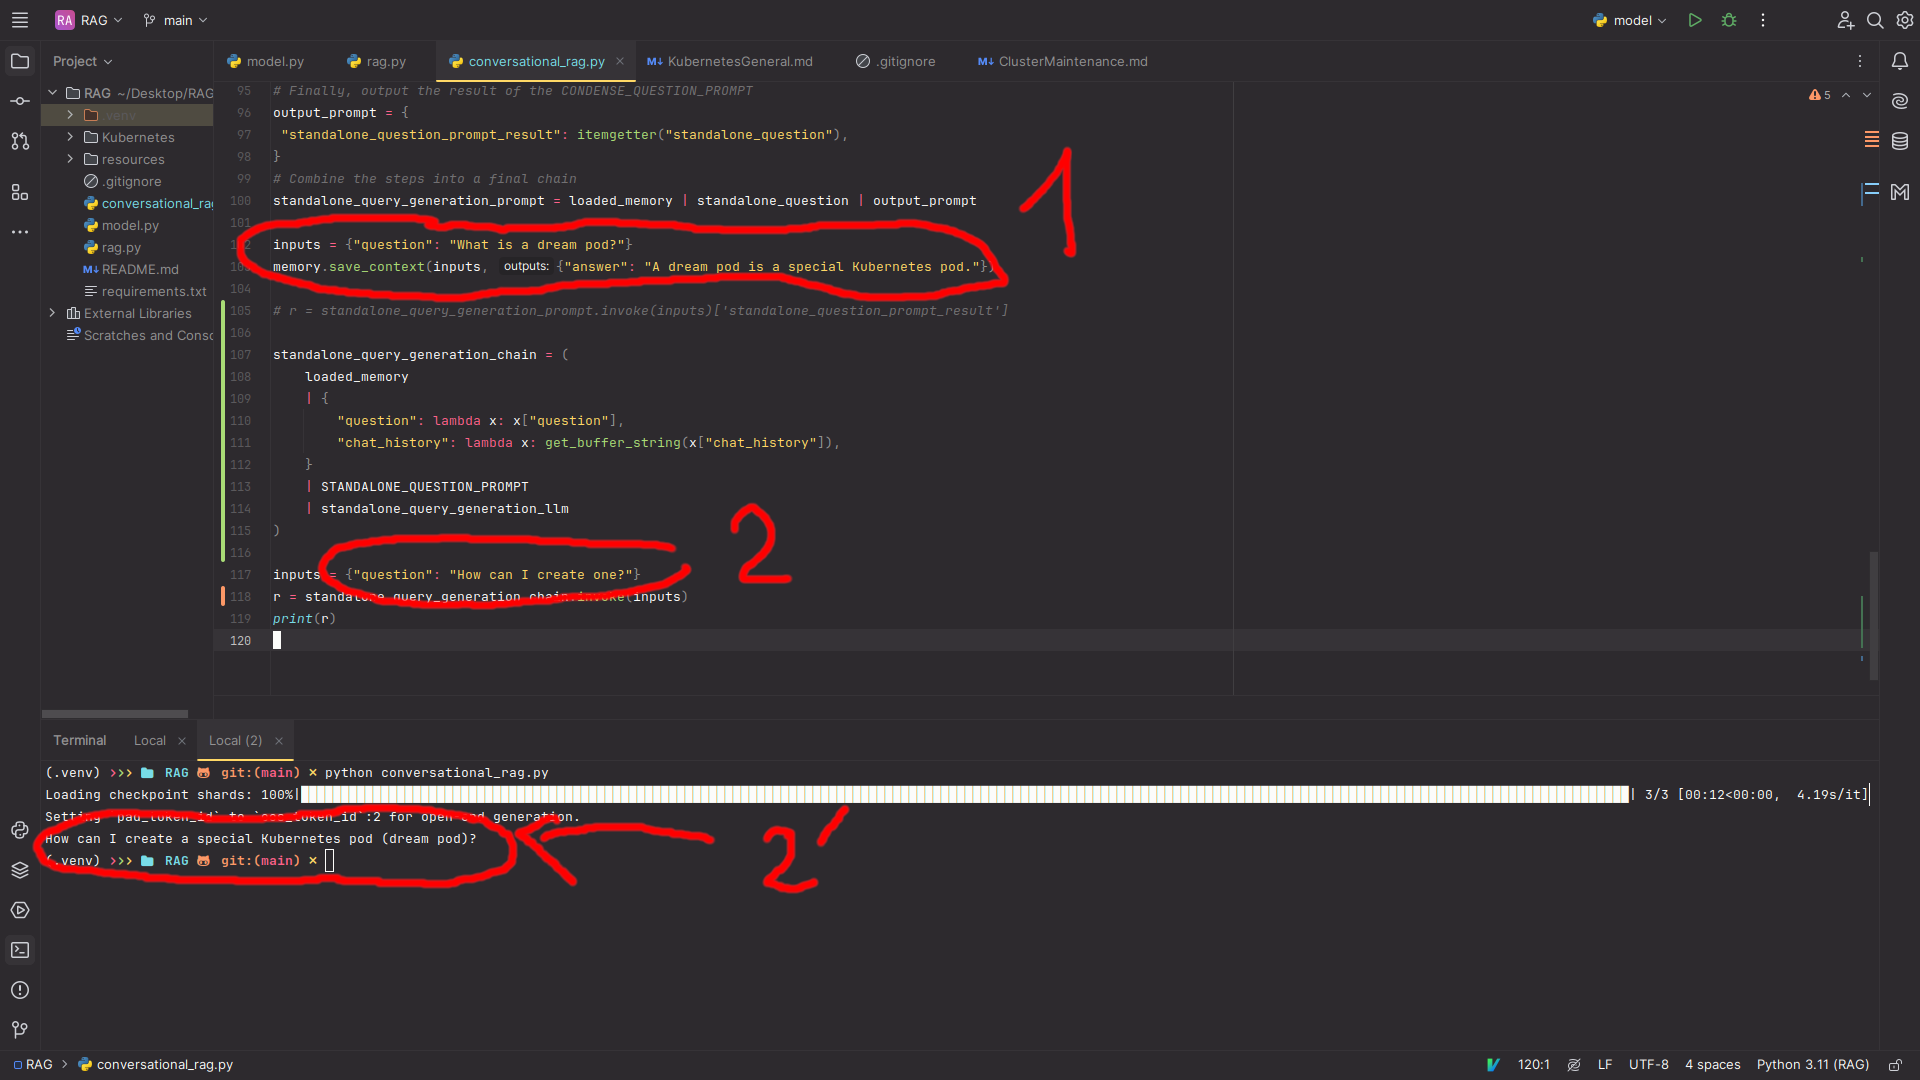 RA RAG main model
Project
model.py rag.py conversational_rag.py KubernetesGeneral.md .gitignore ClusterMaintenance.md
RAG ~/Desktop/RAG
.venv
Kubernetes
resources
.gitignore
conversational_rag
model.py
rag.py
README.md
requirements.txt
External Libraries
Scratches and Conso
5
95 # Finally, output the result of the CONDENSE_QUESTION_PROMPT
96 output_prompt = {
97 "standalone_question_prompt_result": itemgetter("standalone_question"),
98 }
99 # Combine the steps into a final chain
100 standalone_query_generation_prompt = loaded_memory | standalone_question | output_prompt
101
102 inputs = {"question": "What is a dream pod?"}
103 memory.save_context(inputs, outputs: {"answer": "A dream pod is a special Kubernetes pod."})
104
105 # r = standalone_query_generation_prompt.invoke(inputs)['standalone_question_prompt_result']
106
107 standalone_query_generation_chain = (
108 loaded_memory
109 | {
110 "question": lambda x: x["question"],
111 "chat_history": lambda x: get_buffer_string(x["chat_history"]),
112 }
113 | STANDALONE_QUESTION_PROMPT
114 | standalone_query_generation_llm
115 )
116
117 inputs = {"question": "How can I create one?"}
118 r = standalone_query_generation_chain.invoke(inputs)
119 print(r)
120
1
2
2'
Terminal Local Local (2)
(.venv) >>> RAG git:(main) × python conversational_rag.py
Loading checkpoint shards: 100%| | 3/3 [00:12<00:00, 4.19s/it]
Setting `pad_token_id` to `eos_token_id`:2 for open-end generation.
How can I create a special Kubernetes pod (dream pod)?
(.venv) >>> RAG git:(main) ×
RAG > conversational_rag.py 120:1 LF UTF-8 4 spaces Python 3.11 (RAG)